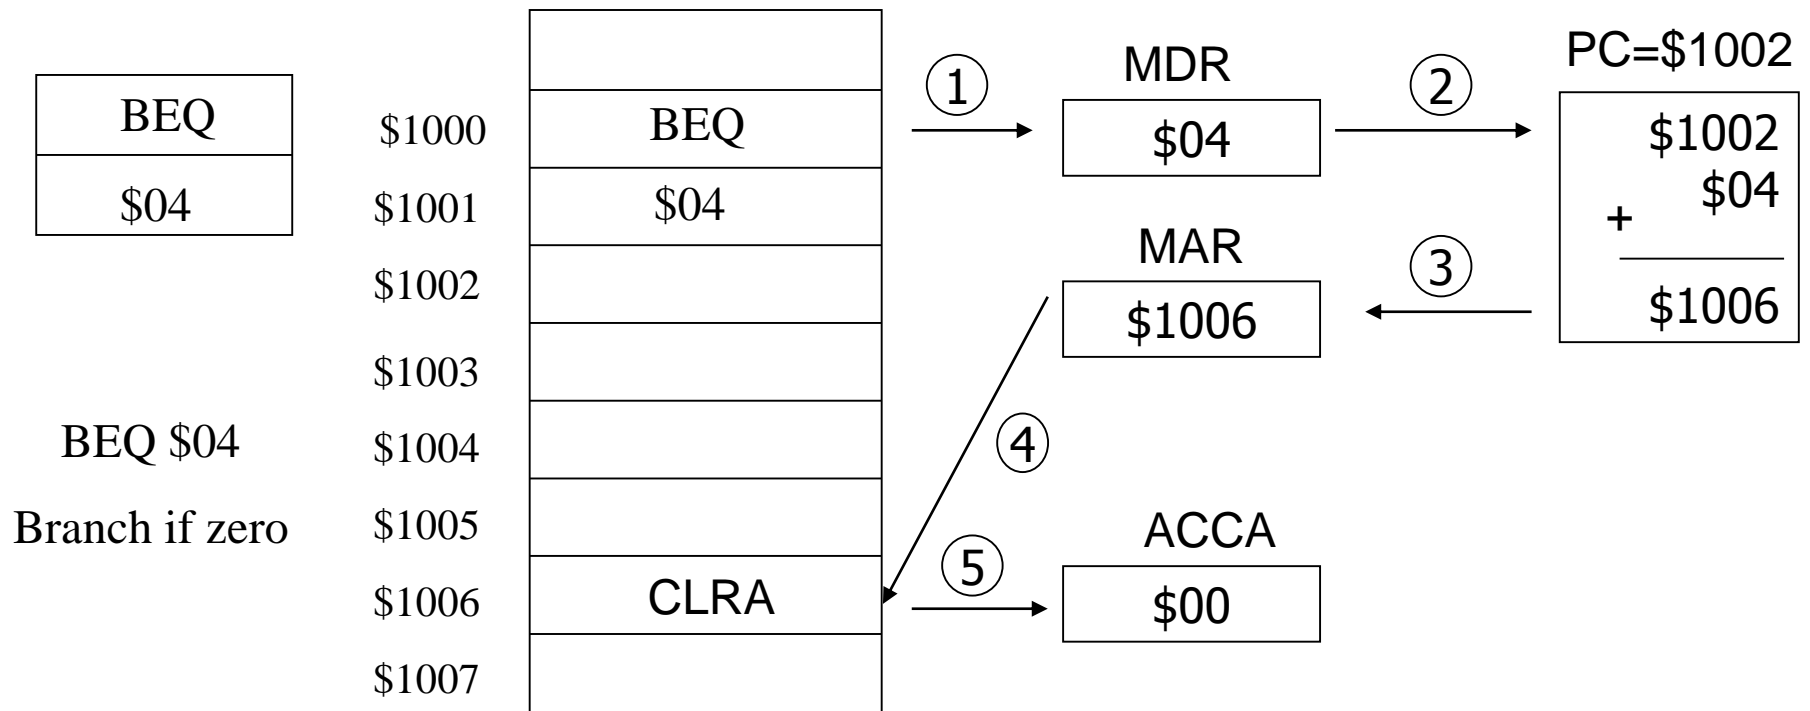 BEQ
$04
BEQ $04
Branch if zero
$1000
$1001
$1002
$1003
$1004
$1005
$1006
$1007
BEQ
$04
CLRA
①
MDR
$04
②
PC=$1002
$1002
$04
+
$1006
③
MAR
$1006
④
⑤
ACCA
$00